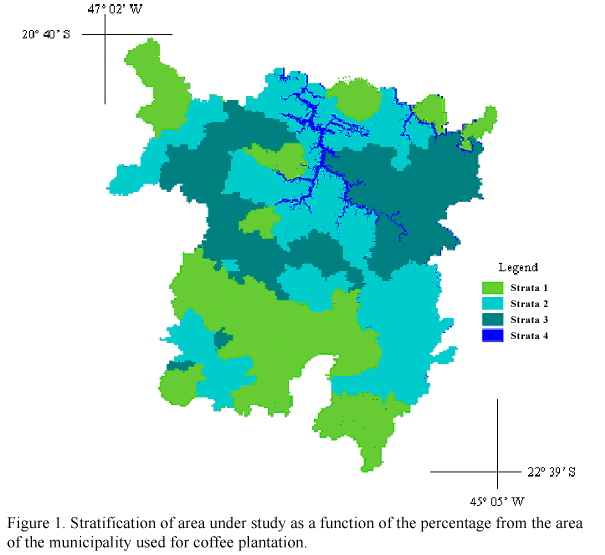 47° 02' W
20° 40' S
Legend
Strata 1
Strata 2
Strata 3
Strata 4
22° 39' S
45° 05' W
Figure 1. Stratification of area under study as a function of the percentage from the area
of the municipality used for coffee plantation.